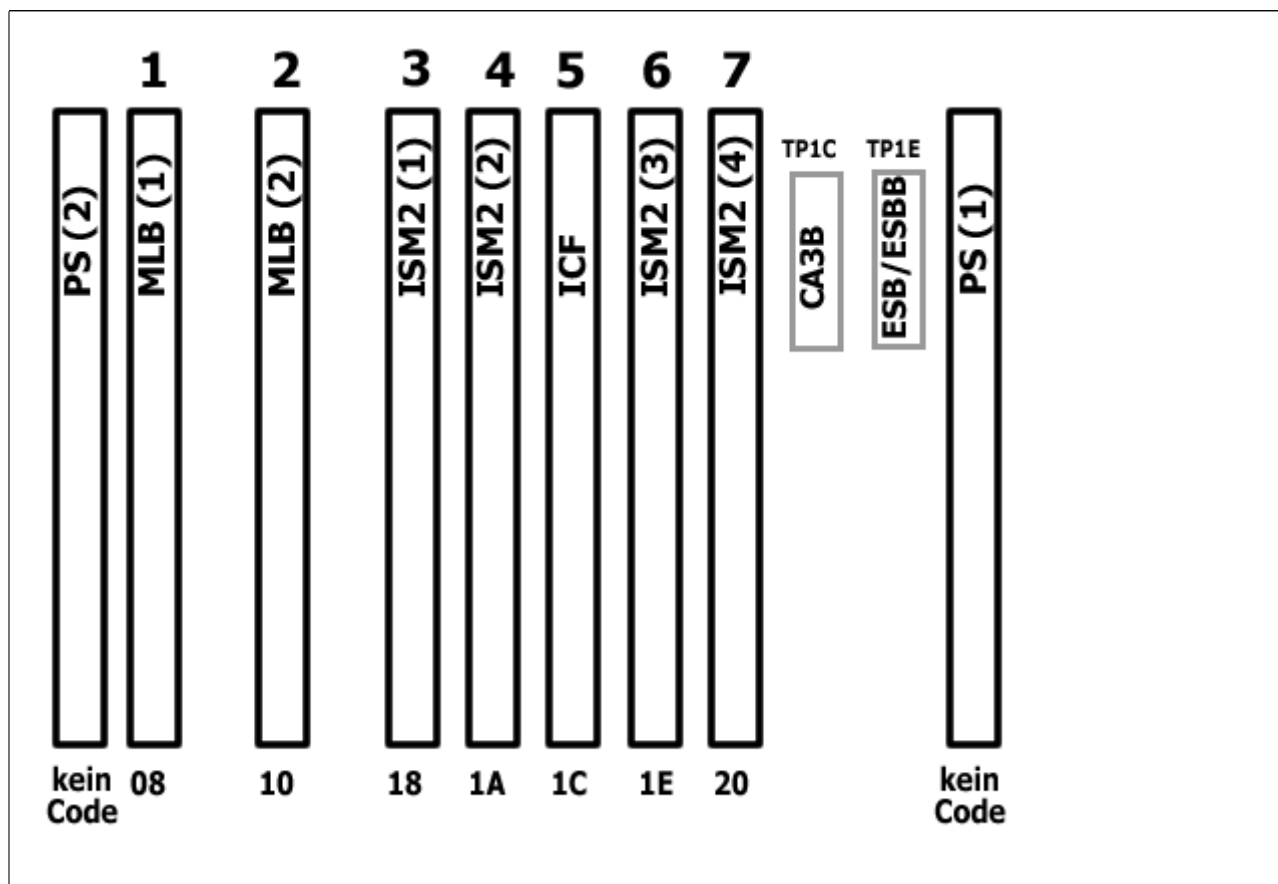 1 2 3 4 5 6 7
TP1C TP1E
PS (2)
MLB (1)
MLB (2)
ISM2 (1)
ISM2 (2)
ICF
ISM2 (3)
ISM2 (4)
CA3B
ESB/ESBB
PS (1)
kein
Code
08
10
18
1A
1C
1E
20
kein
Code